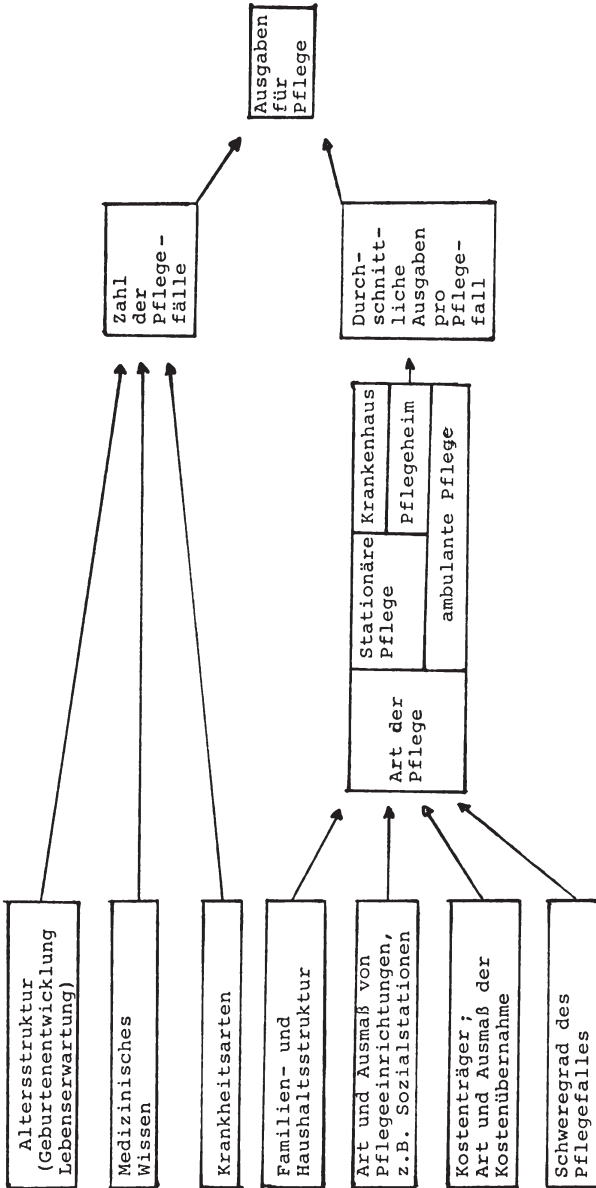 Altersstruktur
(Geburtenentwicklung
Lebenserwartung)
Medizinisches
Wissen
Krankheitsarten
Familien- und
Haushaltsstruktur
Art und Ausmaß von
Pflegeeinrichtungen,
z.B. Sozialstationen
Kostenträger;
Art und Ausmaß der
Kostenübernahme
Schweregrad des
Pflegefalles
Art der
Pflege
Stationäre
Pflege
Krankenhaus
Pflegeheim
ambulante Pflege
Zahl
der
Pflege-
fälle
Durch-
schnitt-
liche
Ausgaben
pro
Pflege-
fall
Ausgaben
für
Pflege